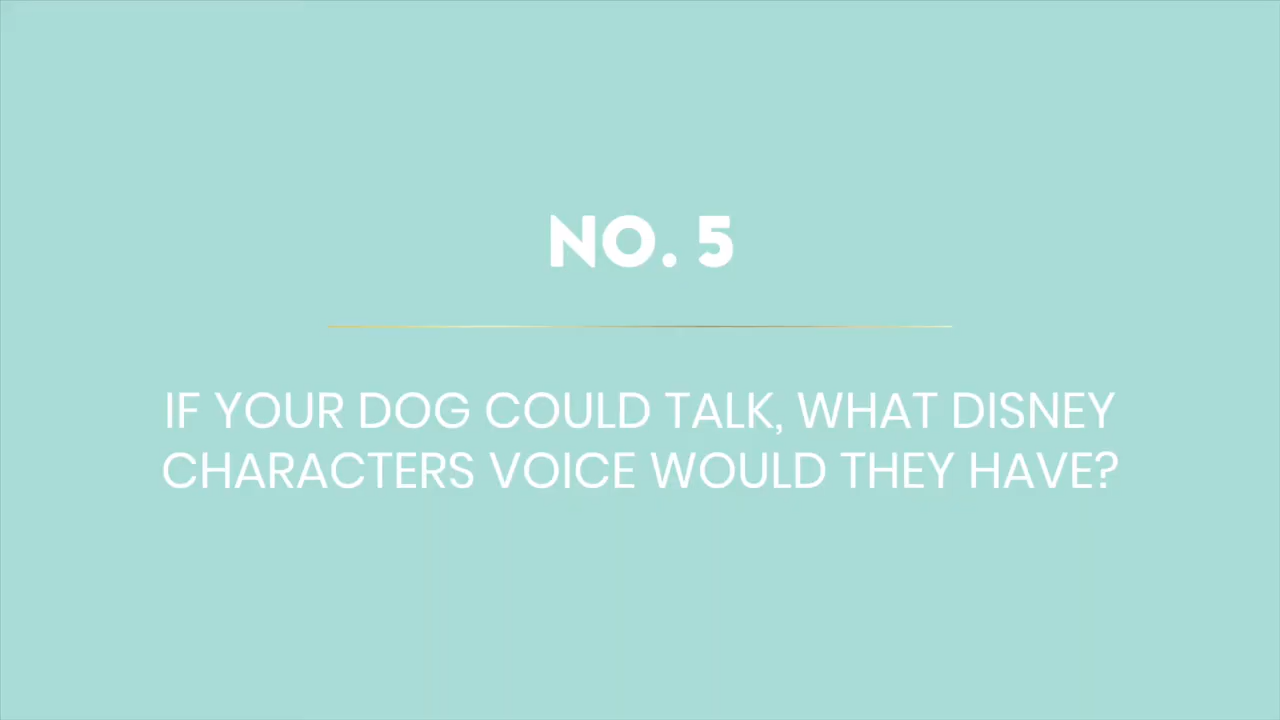 NO. 5
IF YOUR DOG COULD TALK, WHAT DISNEY
CHARACTERS VOICE WOULD THEY HAVE?